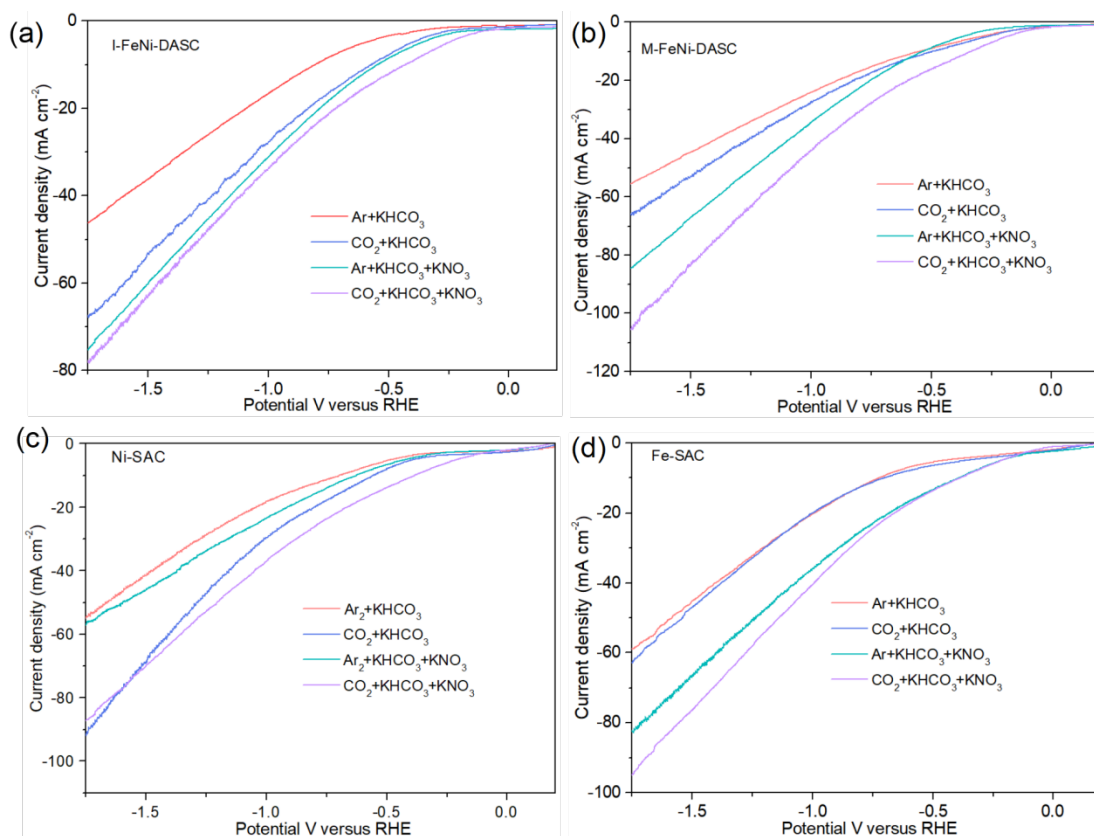 (a)
I-FeNi-DASC
Current density (mA cm⁻²)
0
-20
-40
-60
-80
Ar+KHCO₃
CO₂+KHCO₃
Ar+KHCO₃+KNO₃
CO₂+KHCO₃+KNO₃
-1.5 -1.0 -0.5 0.0
Potential V versus RHE
(b)
M-FeNi-DASC
Current density (mA cm⁻²)
0
-20
-40
-60
-80
-100
-120
Ar+KHCO₃
CO₂+KHCO₃
Ar+KHCO₃+KNO₃
CO₂+KHCO₃+KNO₃
-1.5 -1.0 -0.5 0.0
Potential V versus RHE
(c)
Ni-SAC
Current density (mA cm⁻²)
0
-20
-40
-60
-80
-100
Ar₂+KHCO₃
CO₂+KHCO₃
Ar₂+KHCO₃+KNO₃
CO₂+KHCO₃+KNO₃
-1.5 -1.0 -0.5 0.0
Potential V versus RHE
(d)
Fe-SAC
Current density (mA cm⁻²)
0
-20
-40
-60
-80
-100
Ar+KHCO₃
CO₂+KHCO₃
Ar+KHCO₃+KNO₃
CO₂+KHCO₃+KNO₃
-1.5 -1.0 -0.5 0.0
Potential V versus RHE